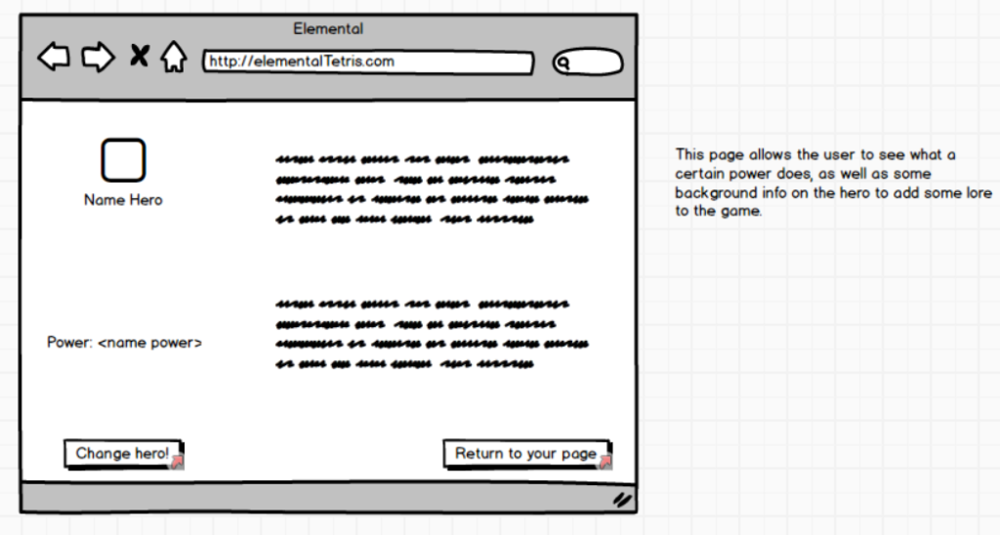 Elemental
http://elementalTetris.com
Name Hero
Power: <name power>
Change hero!
Return to your page
This page allows the user to see what a
certain power does, as well as some
background info on the hero to add some lore
to the game.